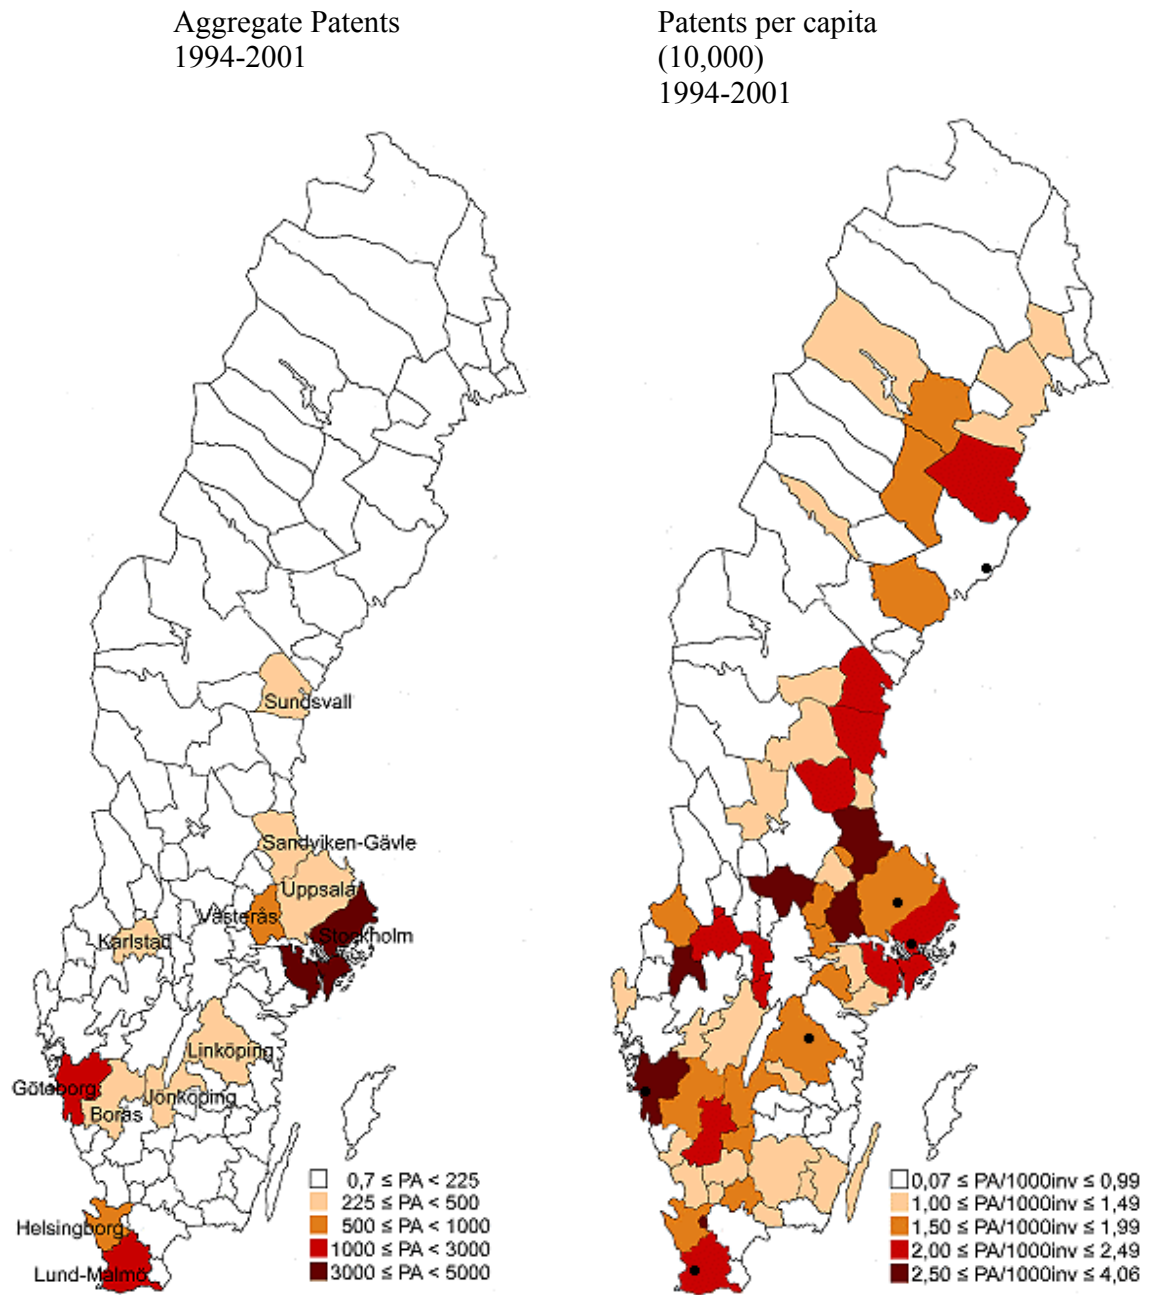 Aggregate Patents
1994-2001
Patents per capita
(10,000)
1994-2001
Sundsvall
Sandviken-Gävle
Uppsala
Västerås
Karlstad
Stockholm
Linköping
Göteborg
Jönköping
Borås
Helsingborg
Lund-Malmö
0,7 ≤ PA < 225
225 ≤ PA < 500
500 ≤ PA < 1000
1000 ≤ PA < 3000
3000 ≤ PA < 5000
0,07 ≤ PA/1000inv ≤ 0,99
1,00 ≤ PA/1000inv ≤ 1,49
1,50 ≤ PA/1000inv ≤ 1,99
2,00 ≤ PA/1000inv ≤ 2,49
2,50 ≤ PA/1000inv ≤ 4,06